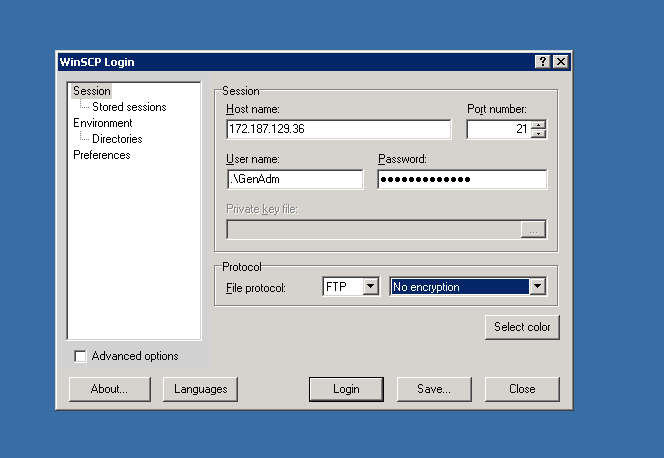 WinSCP Login
Session
Stored sessions
Environment
Directories
Preferences
Advanced options
Session
Host name:
Port number:
172.187.129.36
21
User name:
Password:
.\GenAdm
●●●●●●●●●●●●●
Private key file:
...
Protocol
File protocol:
FTP
No encryption
Select color
About...
Languages
Login
Save...
Close